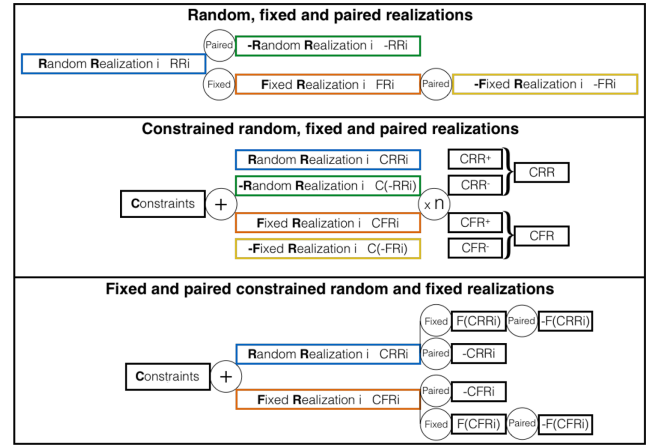 Random, fixed and paired realizations
Paired
-Random Realization i -RRi
Random Realization i RRi
Fixed
Fixed Realization i FRi
Paired
-Fixed Realization i -FRi
Constrained random, fixed and paired realizations
Random Realization i CRRi
CRR+
-Random Realization i C(-RRi)
CRR-
CRR
Constraints
+
x n
Fixed Realization i CFRi
CFR+
-Fixed Realization i C(-FRi)
CFR-
CFR
Fixed and paired constrained random and fixed realizations
Fixed
F(CRRi)
Paired
-F(CRRi)
Random Realization i CRRi
Paired
-CRRi
Constraints
+
Fixed Realization i CFRi
Paired
-CFRi
Fixed
F(CFRi)
Paired
-F(CFRi)